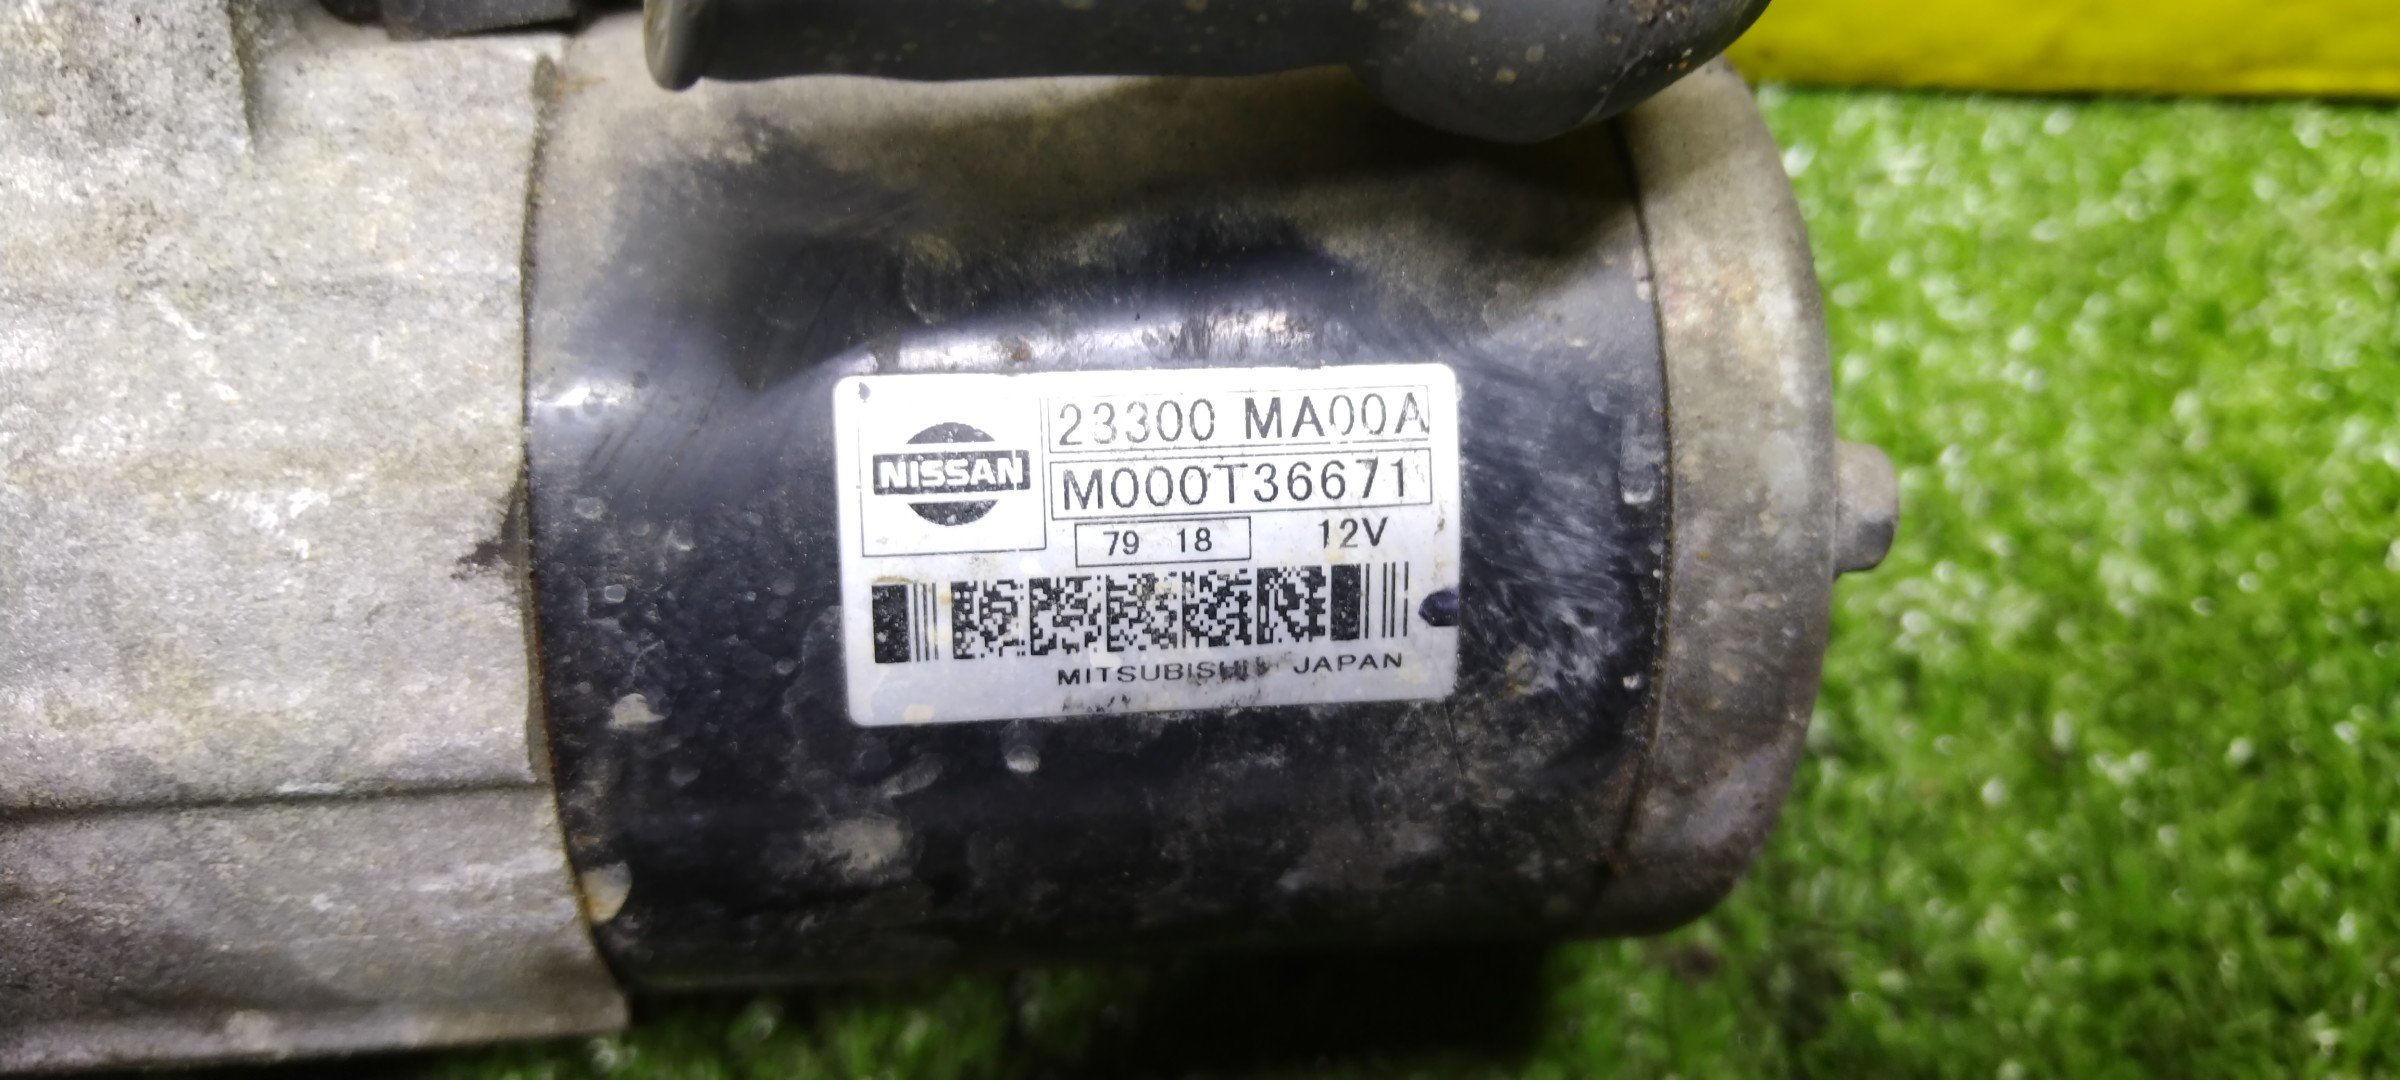 NISSAN
23300 MA00A
M000T36671
79 18 12V
MITSUBISHI JAPAN